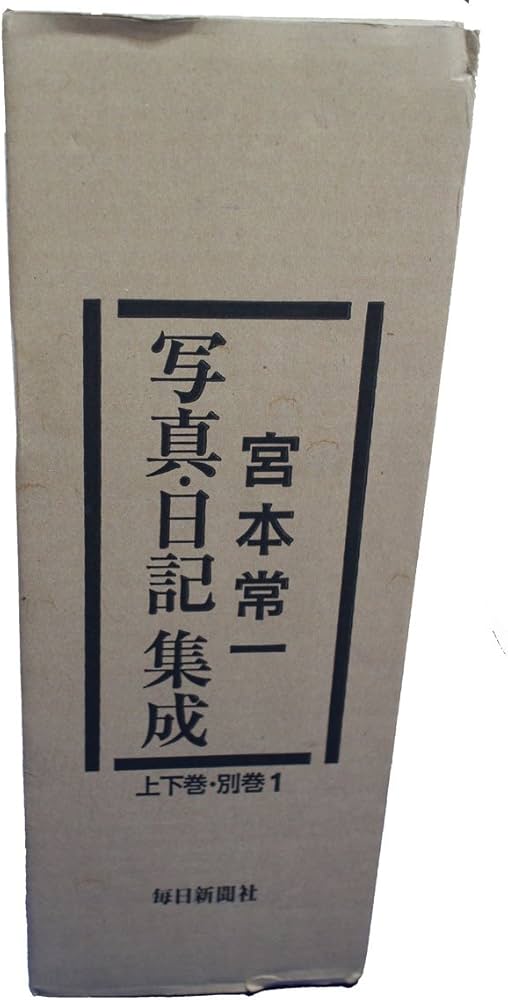 宮本常一
写真・日記 集成
上下巻・別巻1
毎日新聞社